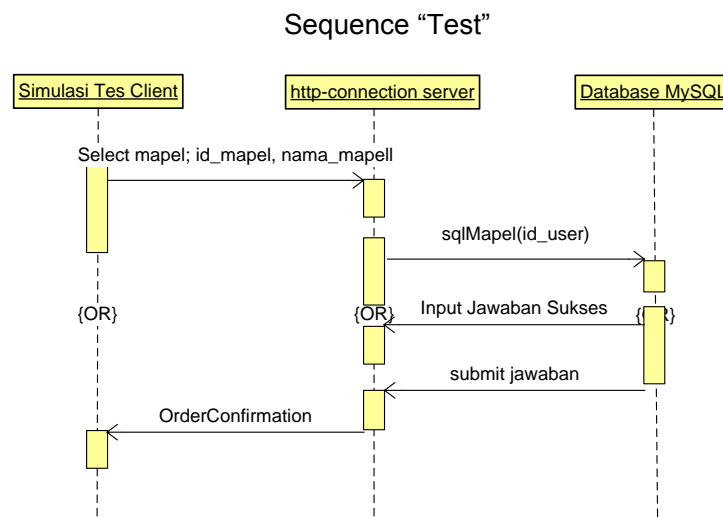 Sequence “Test”
Simulasi Tes Client
http-connection server
Database MySQL
Select mapel; id_mapel, nama_mapell
sqlMapel(id_user)
Input Jawaban Sukses
{OR}
{OR}
{OR}
submit jawaban
OrderConfirmation